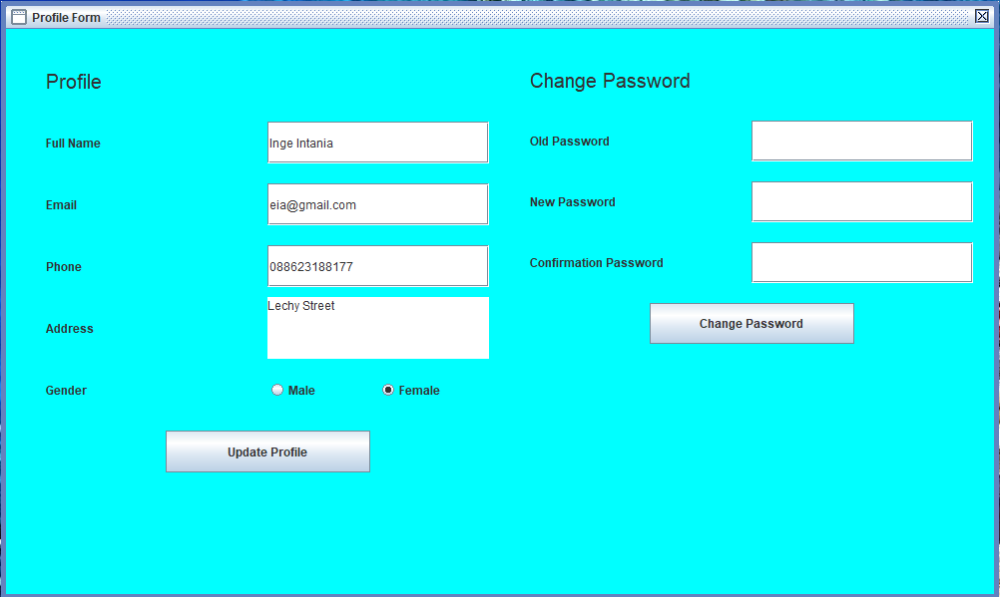 Profile Form
Profile
Full Name
Inge Intania
Email
eia@gmail.com
Phone
088623188177
Address
Lechy Street
Gender
Male
Female
Update Profile
Change Password
Old Password
New Password
Confirmation Password
Change Password